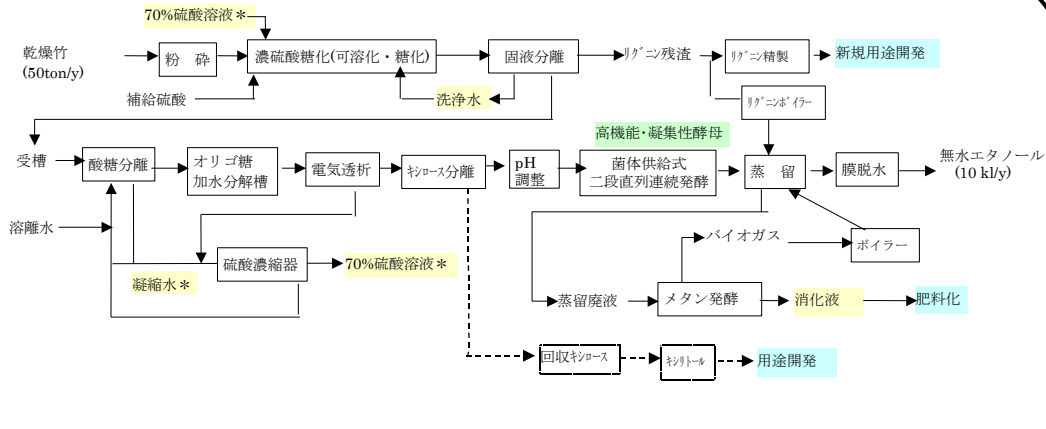 70%硫酸溶液＊
乾燥竹
(50ton/y)
粉　砕
濃硫酸糖化(可溶化・糖化)
固液分離
ﾘｸﾞﾆﾝ残渣
ﾘｸﾞﾆﾝ精製
新規用途開発
補給硫酸
洗浄水
ﾘｸﾞﾆﾝﾎﾞｲﾗｰ
高機能・凝集性酵母
受槽
酸糖分離
オリゴ糖
加水分解槽
電気透析
ｷｼﾛｰｽ分離
pH
調整
菌体供給式
二段直列連続発酵
蒸　留
膜脱水
無水エタノール
(10 kl/y)
溶離水
バイオガス
ボイラー
硫酸濃縮器
70%硫酸溶液＊
凝縮水＊
蒸留廃液
メタン発酵
消化液
肥料化
回収ｷｼﾛｰｽ
ｷｼﾘﾄｰﾙ
用途開発